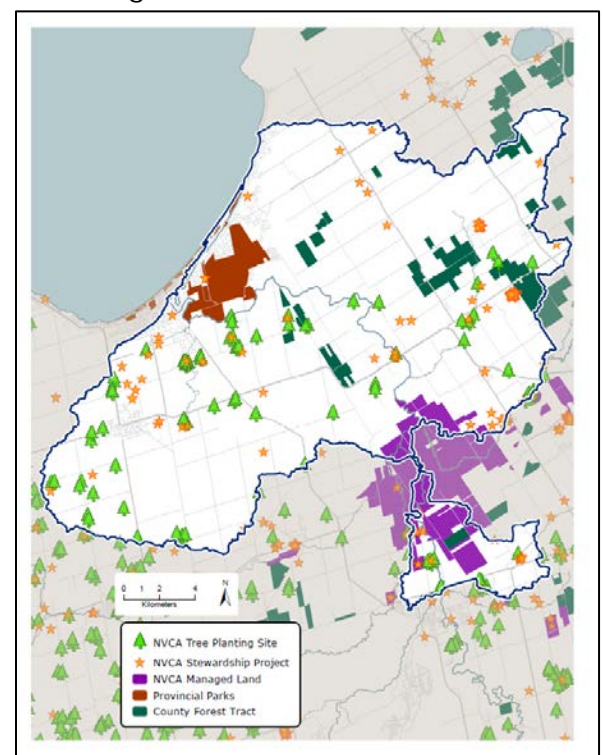 0 1 2 4
Kilometers
N
NVCA Tree Planting Site
NVCA Stewardship Project
NVCA Managed Land
Provincial Parks
County Forest Tract